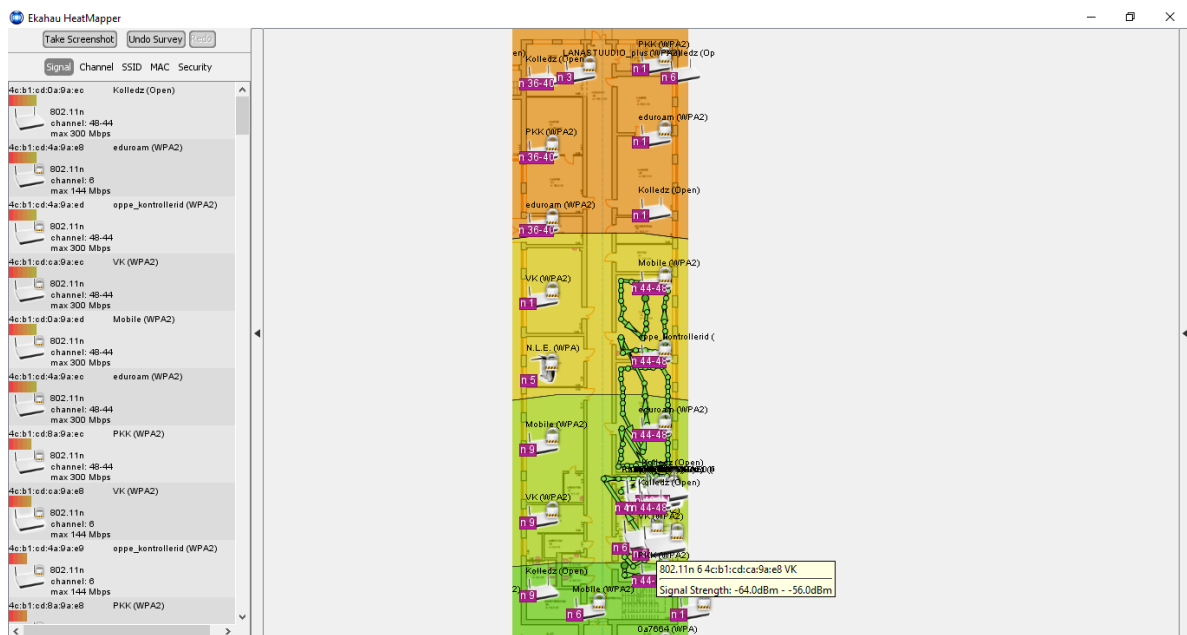 Ekahau HeatMapper
Take Screenshot Undo Survey Redo
Signal Channel SSID MAC Security
4c:b1:cd:0a:9a:ec Kolledz (Open)
802.11n
channel: 48-44
max 300 Mbps
4c:b1:cd:4a:9a:e8 eduroam (WPA2)
802.11n
channel: 6
max 144 Mbps
4c:b1:cd:4a:9a:ed oppe_kontrollerid (WPA2)
802.11n
channel: 48-44
max 300 Mbps
4c:b1:cd:ca:9a:ec VK (WPA2)
802.11n
channel: 48-44
max 300 Mbps
4c:b1:cd:0a:9a:ed Mobile (WPA2)
802.11n
channel: 48-44
max 300 Mbps
4c:b1:cd:4a:9a:ec eduroam (WPA2)
802.11n
channel: 48-44
max 300 Mbps
4c:b1:cd:8a:9a:ec PKK (WPA2)
802.11n
channel: 48-44
max 300 Mbps
4c:b1:cd:ca:9a:e8 VK (WPA2)
802.11n
channel: 6
max 144 Mbps
4c:b1:cd:4a:9a:e9 oppe_kontrollerid (WPA2)
802.11n
channel: 6
max 144 Mbps
4c:b1:cd:8a:9a:e8 PKK (WPA2)
802.11n
PKK (WPA2)
LANASTUUDIO_plus
Kolledz (Open)
n 36-40
n 3
n 1
n 6
eduroam (WPA2)
n 1
PKK (WPA2)
n 36-40
Kolledz (Open)
n 1
eduroam (WPA2)
n 36-40
Mobile (WPA2)
n 44-48
VK (WPA2)
n 1
oppe_kontrollerid (
n 44-48
N.L.E. (WPA)
n 5
eduroam (WPA2)
n 44-48
Mobile (WPA2)
n 9
Kolledz (Open)
Kolledz (Open)
n 44-48
VK (WPA2)
n 9
VK (WPA2)
n 6
PKK (WPA2)
n 44-
Kolledz (Open)
n 9
802.11n 6 4c:b1:cd:ca:9a:e8 VK
Signal Strength: -64.0dBm - -56.0dBm
Mobile (WPA2)
n 6
n 1
0a7664 (WPA)